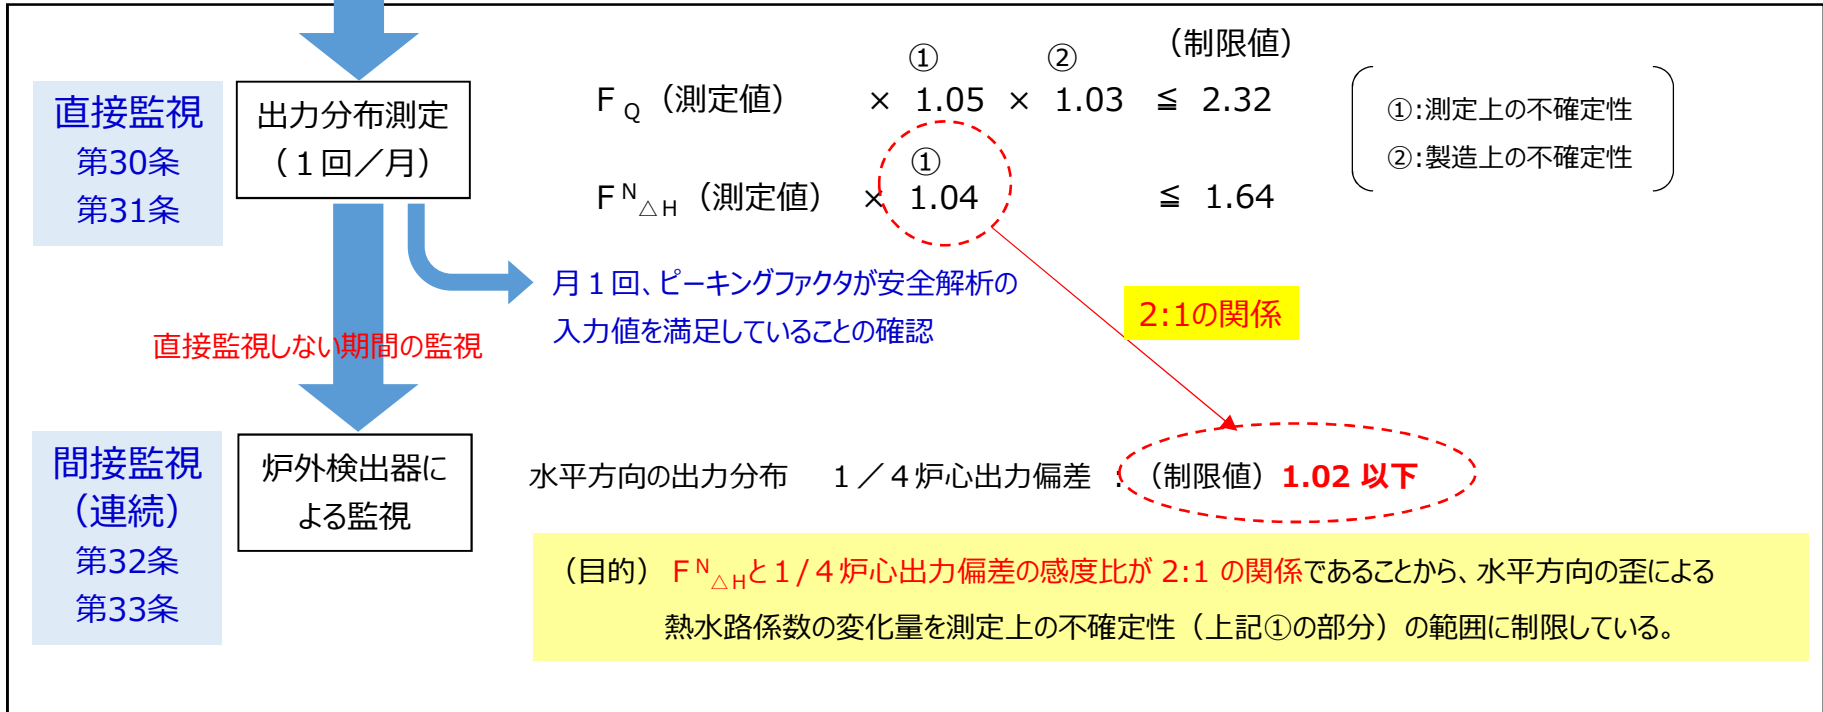 直接監視
第30条
第31条
出力分布測定
（１回／月）
① ② （制限値）
ＦQ（測定値） × 1.05 × 1.03 ≦ 2.32
①
ＦN△H（測定値） × 1.04 ≦ 1.64
①:測定上の不確定性
②:製造上の不確定性
月１回、ピーキングファクタが安全解析の
入力値を満足していることの確認
2:1の関係
直接監視しない期間の監視
間接監視
（連続）
第32条
第33条
炉外検出器に
よる監視
水平方向の出力分布 １／４炉心出力偏差 ：（制限値）1.02 以下
（目的）ＦN△Hと１/４炉心出力偏差の感度比が 2:1 の関係であることから、水平方向の歪による
熱水路係数の変化量を測定上の不確定性（上記①の部分）の範囲に制限している。